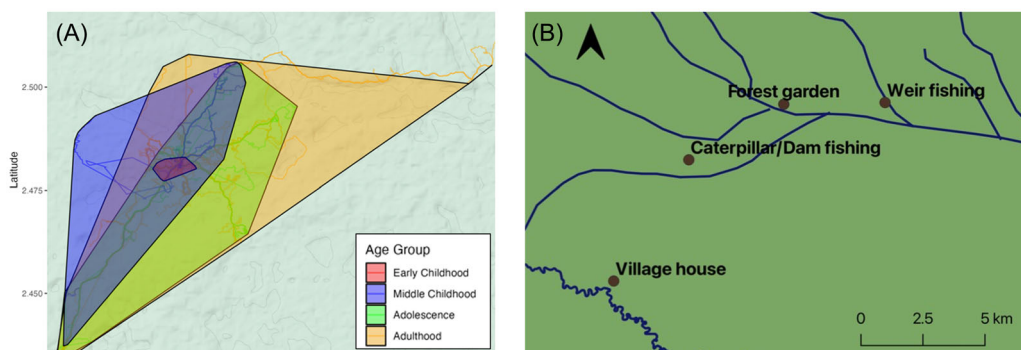 (A)
2.500
2.475
2.450
Latitude
Age Group
Early Childhood
Middle Childhood
Adolescence
Adulthood
(B)
Forest garden
Weir fishing
Caterpillar/Dam fishing
Village house
0 2.5 5 km